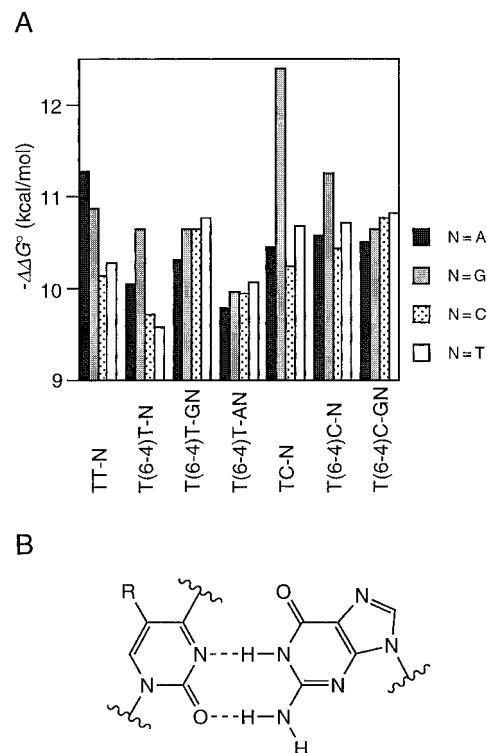 A
-ΔΔG° (kcal/mol)
12
11
10
9
N=A
N=G
N=C
N=T
TT-N
T(6-4)T-N
T(6-4)T-GN
T(6-4)T-AN
TC-N
T(6-4)C-N
T(6-4)C-GN
B
R
O
N
N
H
N
N
N
O
H
N
N
H